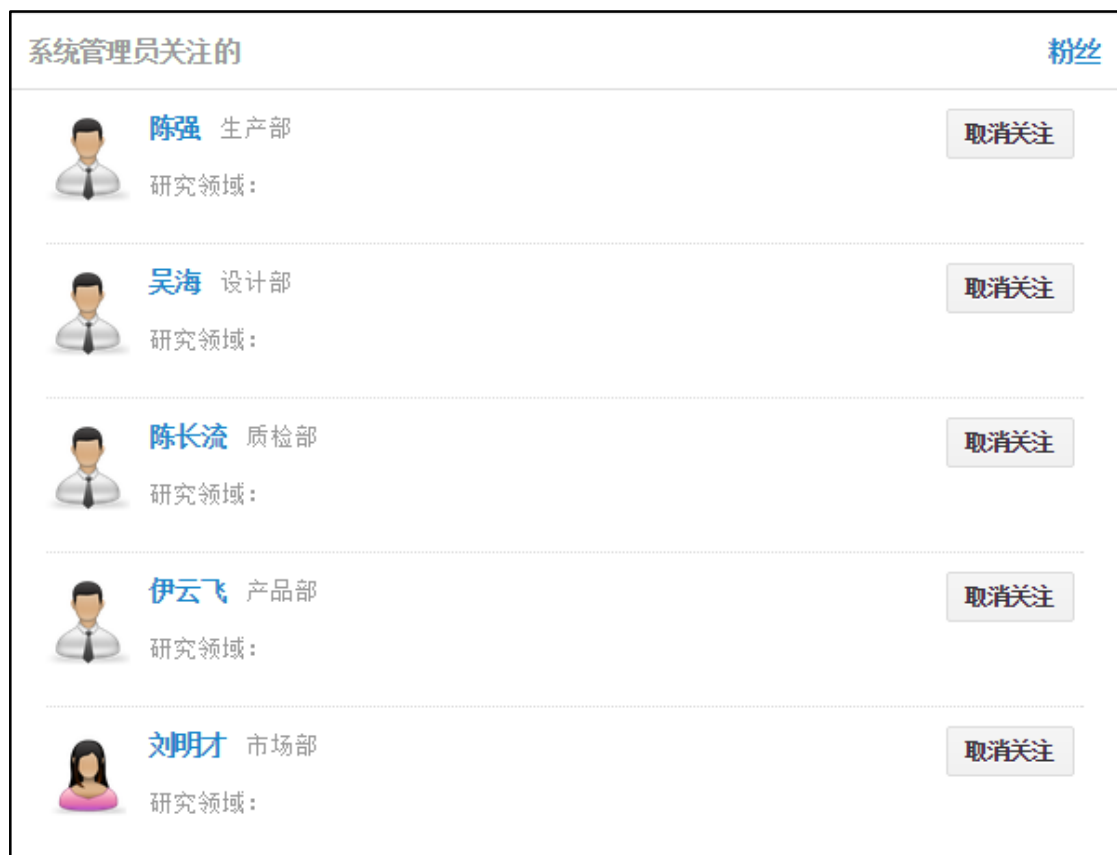 系统管理员关注的 粉丝
陈强 生产部 取消关注
研究领域：
吴海 设计部 取消关注
研究领域：
陈长流 质检部 取消关注
研究领域：
伊云飞 产品部 取消关注
研究领域：
刘明才 市场部 取消关注
研究领域：